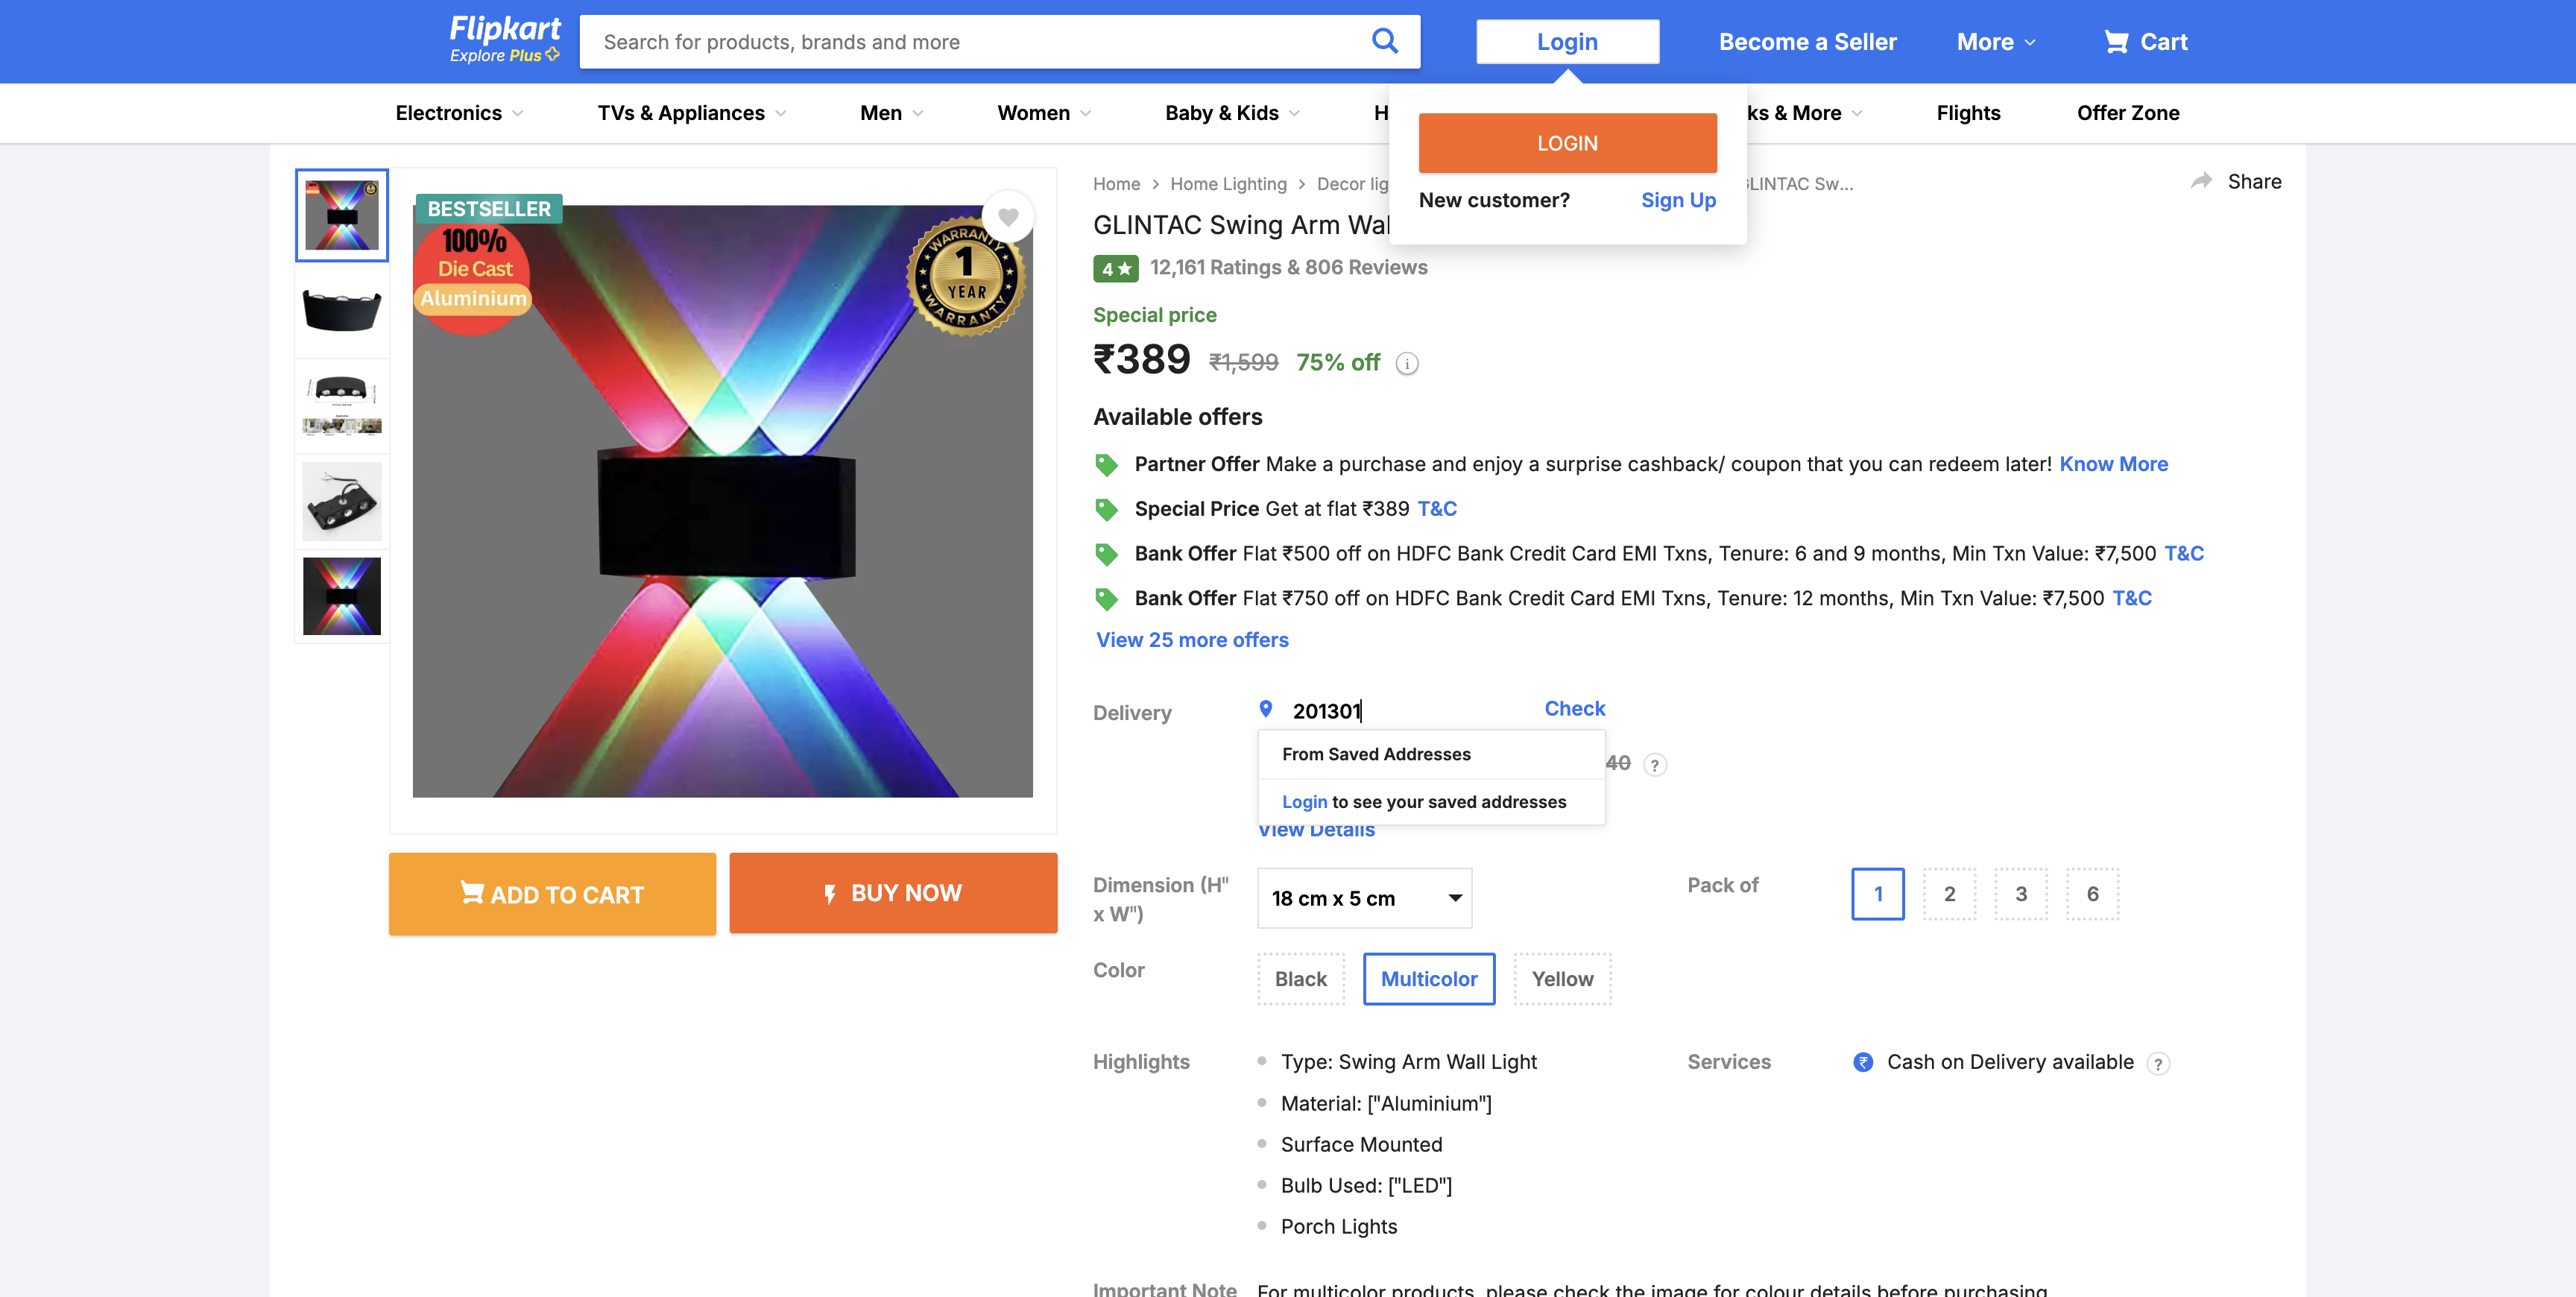 Flipkart
Explore Plus
Search for products, brands and more
Login
Become a Seller
More
Cart
Electronics
TVs & Appliances
Men
Women
Baby & Kids
H
ks & More
Flights
Offer Zone
LOGIN
New customer? Sign Up
Home > Home Lighting > Decor lig
GLINTAC Sw...
Share
BESTSELLER
100%
Die Cast
Aluminium
WARRANTY
1
YEAR
WARRANTY
GLINTAC Swing Arm Wal
4★ 12,161 Ratings & 806 Reviews
Special price
₹389 ₹1,599 75% off i
Available offers
Partner Offer Make a purchase and enjoy a surprise cashback/ coupon that you can redeem later! Know More
Special Price Get at flat ₹389 T&C
Bank Offer Flat ₹500 off on HDFC Bank Credit Card EMI Txns, Tenure: 6 and 9 months, Min Txn Value: ₹7,500 T&C
Bank Offer Flat ₹750 off on HDFC Bank Credit Card EMI Txns, Tenure: 12 months, Min Txn Value: ₹7,500 T&C
View 25 more offers
Delivery
201301
Check
From Saved Addresses
40 ?
Login to see your saved addresses
View Details
ADD TO CART
BUY NOW
Dimension (H"
x W")
18 cm x 5 cm
Pack of
1 2 3 6
Color
Black Multicolor Yellow
Highlights
Type: Swing Arm Wall Light
Material: ["Aluminium"]
Surface Mounted
Bulb Used: ["LED"]
Porch Lights
Services
₹ Cash on Delivery available ?
Important Note For multicolor products, please check the image for colour details before purchasing